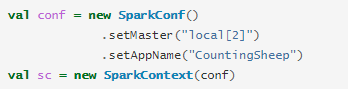 val conf = new SparkConf()
             .setMaster("local[2]")
             .setAppName("CountingSheep")
val sc = new SparkContext(conf)